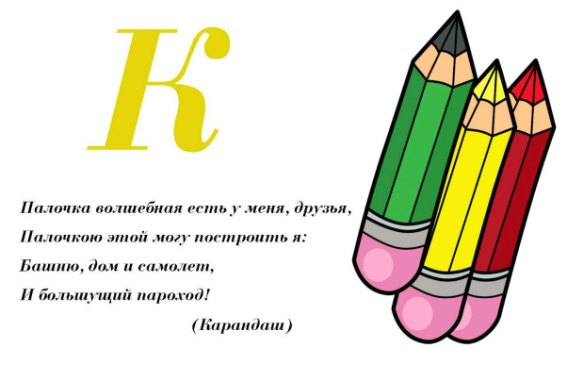 К
Палочка волшебная есть у меня, друзья,
Палочкою этой могу построить я:
Башню, дом и самолет,
И большущий пароход!
(Карандаш)